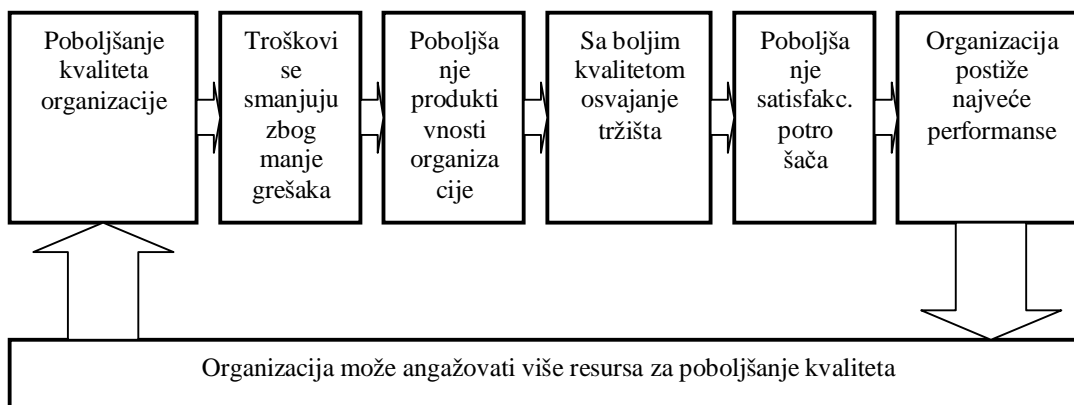 Poboljšanje
kvaliteta
organizacije
Troškovi
se
smanjuju
zbog
manje
grešaka
Poboljša
nje
produkti
vnosti
organiza
cije
Sa boljim
kvalitetom
osvajanje
tržišta
Poboljša
nje
satisfakc.
potro
šača
Organizacija
postiže
najveće
performanse
Organizacija može angažovati više resursa za poboljšanje kvaliteta